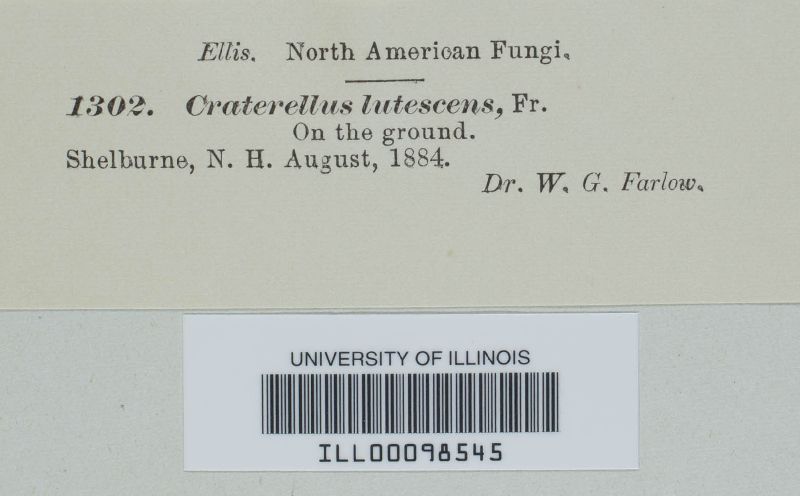 Ellis. North American Fungi.
1302. Craterellus lutescens, Fr.
On the ground.
Shelburne, N. H. August, 1884.
Dr. W. G. Farlow.
UNIVERSITY OF ILLINOIS
ILL00098545